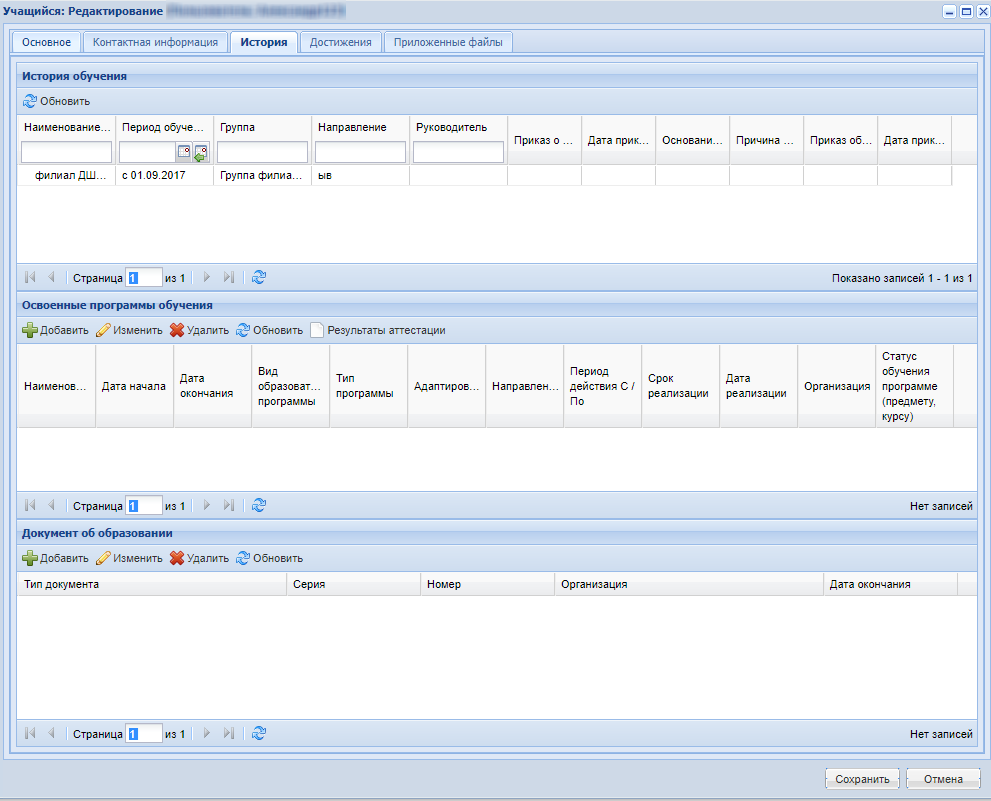 Учащийся: Редактирование
Основное
Контактная информация
История
Достижения
Приложенные файлы
История обучения
Обновить
Наименование... Период обуче... Группа Направление Руководитель Приказ о ... Дата прик... Основани... Причина ... Приказ об... Дата прик...
филиал ДШ... с 01.09.2017 Группа филиа... ыв
Страница 1 из 1 Показано записей 1 - 1 из 1
Освоенные программы обучения
Добавить Изменить Удалить Обновить Результаты аттестации
Наименов...
Дата начала
Дата
окончания
Вид
образоват...
программы
Тип
программы
Адаптиров...
Направлен...
Период
действия С /
По
Срок
реализации
Дата
реализации
Организация
Статус
обучения
программе
(предмету,
курсу)
Страница 1 из 1 Нет записей
Документ об образовании
Добавить Изменить Удалить Обновить
Тип документа Серия Номер Организация Дата окончания
Страница 1 из 1 Нет записей
Сохранить Отмена